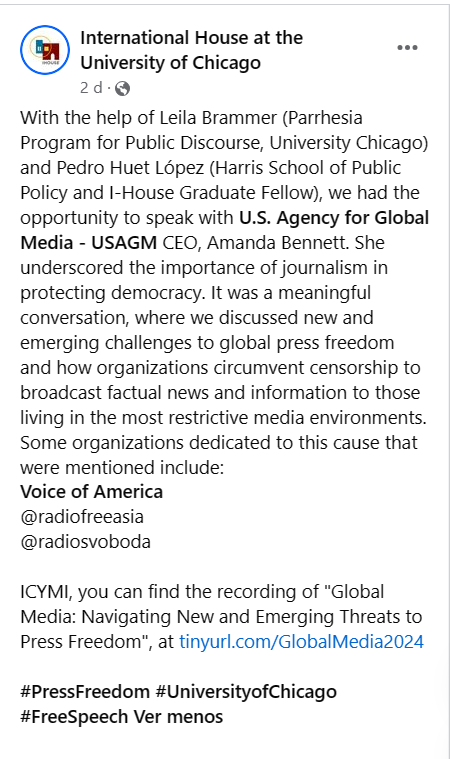 International House at the
University of Chicago
2 d ·
With the help of Leila Brammer (Parrhesia
Program for Public Discourse, University Chicago)
and Pedro Huet López (Harris School of Public
Policy and I-House Graduate Fellow), we had the
opportunity to speak with U.S. Agency for Global
Media - USAGM CEO, Amanda Bennett. She
underscored the importance of journalism in
protecting democracy. It was a meaningful
conversation, where we discussed new and
emerging challenges to global press freedom
and how organizations circumvent censorship to
broadcast factual news and information to those
living in the most restrictive media environments.
Some organizations dedicated to this cause that
were mentioned include:
Voice of America
@radiofreeasia
@radiosvoboda
ICYMI, you can find the recording of "Global
Media: Navigating New and Emerging Threats to
Press Freedom", at tinyurl.com/GlobalMedia2024
#PressFreedom #UniversityofChicago
#FreeSpeech Ver menos